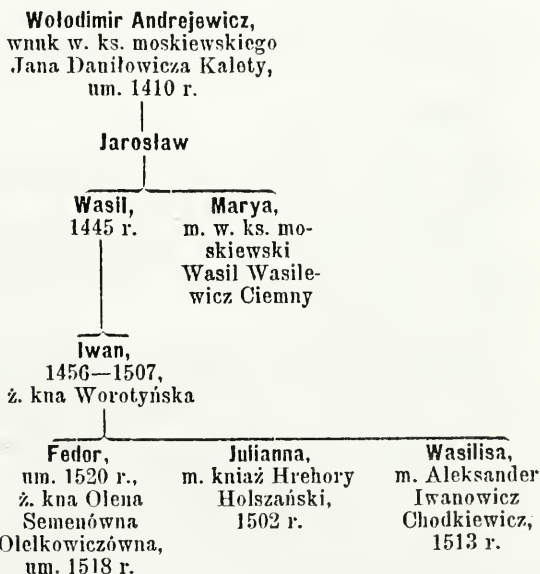 Wołodimir Andrejewicz,
wnuk w. ks. moskiewskiego
Jana Daniłowicza Kalety,
um. 1410 r.
Jarosław
Wasil,
1445 r.
Marya,
m. w. ks. mo-
skiewski
Wasil Wasile-
wicz Ciemny
Iwan,
1456—1507,
ż. kna Worotyńska
Fedor,
um. 1520 r.,
ż. kna Olena
Semenówna
Olelkowiczówna,
um. 1518 r.
Julianna,
m. kniaź Hrehory
Holszański,
1502 r.
Wasilisa,
m. Aleksander
Iwanowicz
Chodkiewicz,
1513 r.